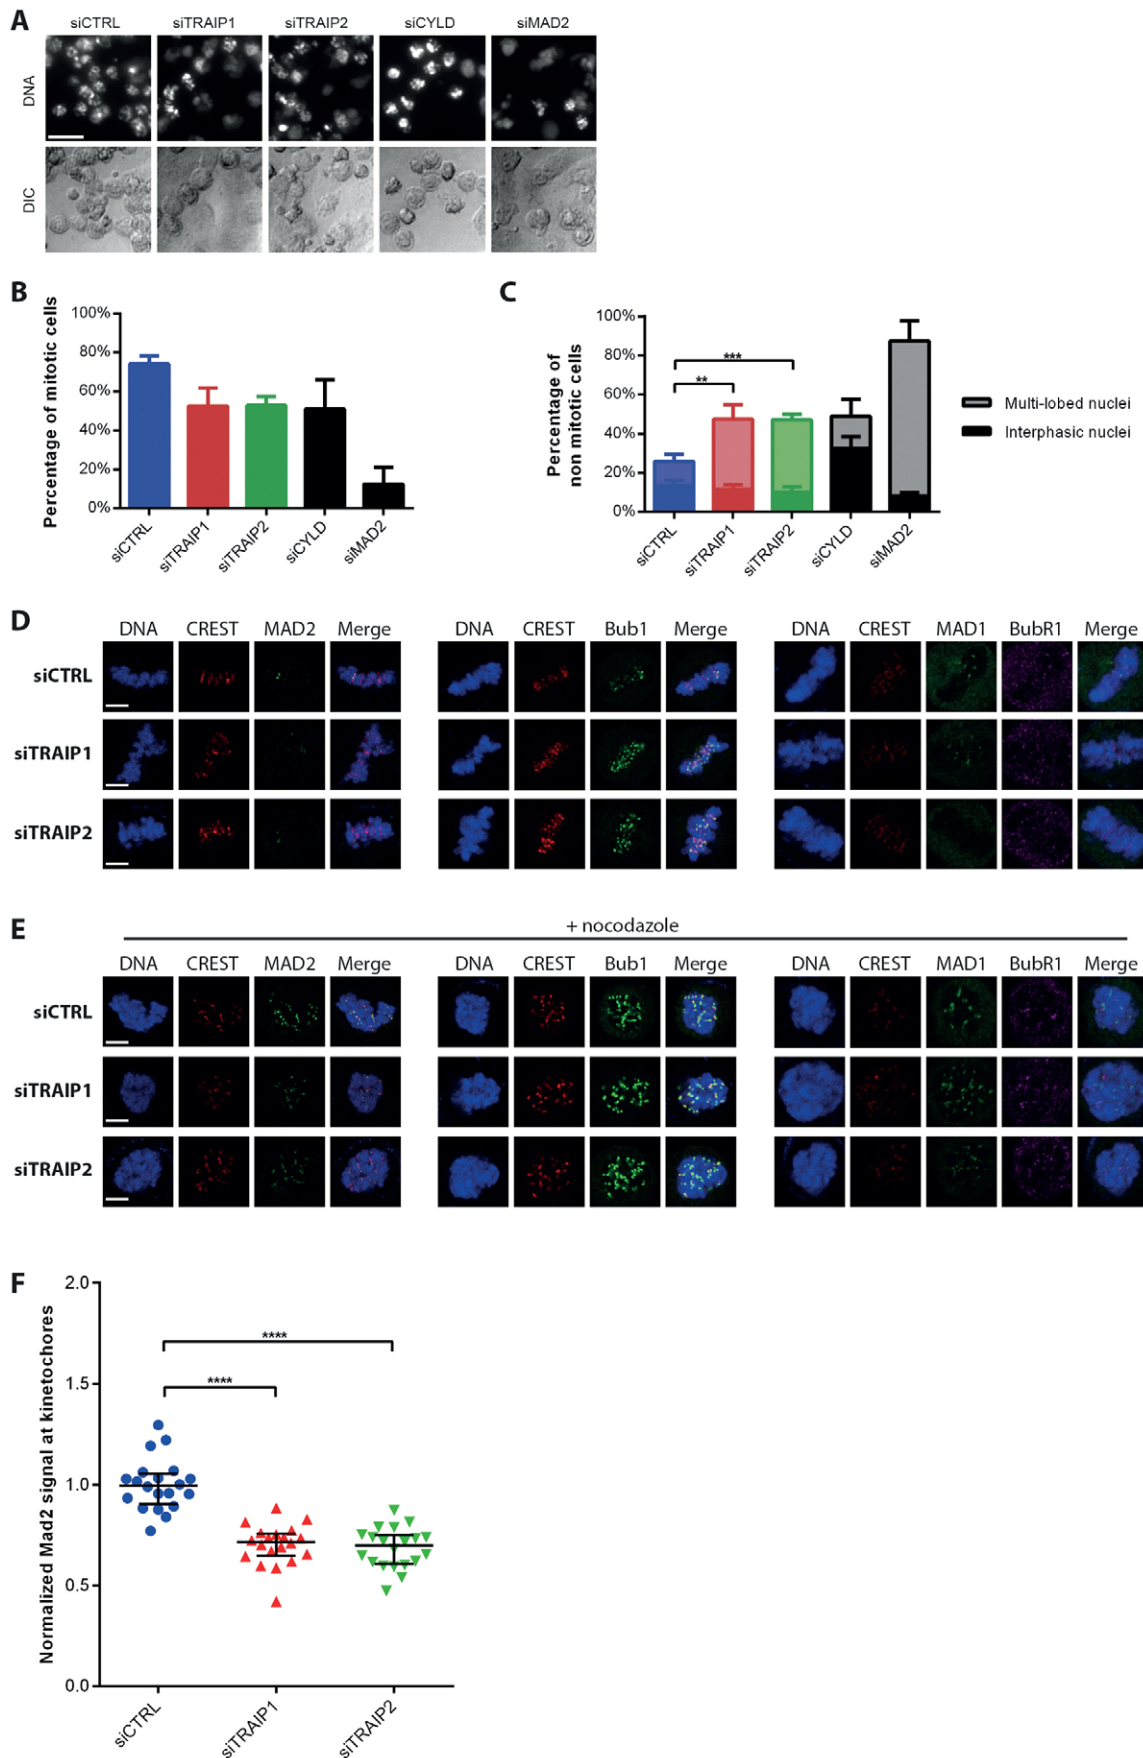 A
siCTRL siTRAIP1 siTRAIP2 siCYLD siMAD2
DNA
DIC
B
Percentage of mitotic cells
100%
80%
60%
40%
20%
0%
siCTRL siTRAIP1 siTRAIP2 siCYLD siMAD2
C
Percentage of
non mitotic cells
100%
80%
60%
40%
20%
0%
***
**
siCTRL siTRAIP1 siTRAIP2 siCYLD siMAD2
Multi-lobed nuclei
Interphasic nuclei
D
DNA CREST MAD2 Merge DNA CREST Bub1 Merge DNA CREST MAD1 BubR1 Merge
siCTRL
siTRAIP1
siTRAIP2
E
+ nocodazole
DNA CREST MAD2 Merge DNA CREST Bub1 Merge DNA CREST MAD1 BubR1 Merge
siCTRL
siTRAIP1
siTRAIP2
F
Normalized Mad2 signal at kinetochores
2.0
1.5
1.0
0.5
0.0
****
****
siCTRL siTRAIP1 siTRAIP2